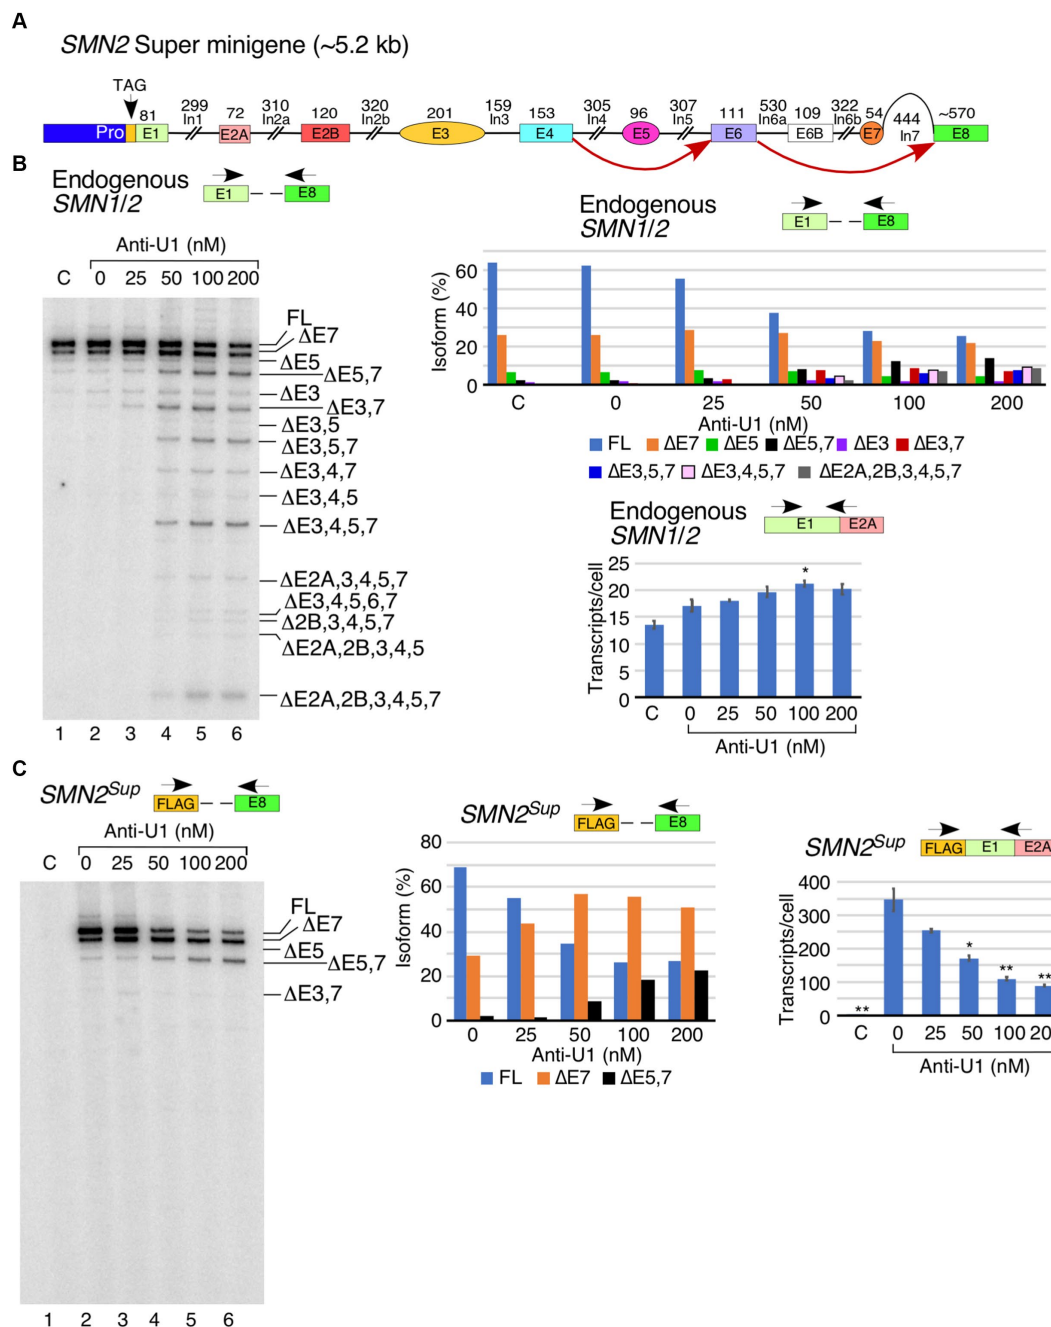 A
SMN2 Super minigene (~5.2 kb)
TAG
Pro E1 E2A E2B E3 E4 E5 E6 E6B E7 E8
81 299 In1 72 310 In2a 120 320 In2b 201 159 In3 153 305 In4 96 307 In5 111 530 In6a 109 322 In6b 54 444 In7 ~570
B
Endogenous
SMN1/2
E1 E8
Anti-U1 (nM)
C 0 25 50 100 200
FL
ΔE7
ΔE5
ΔE5,7
ΔE3
ΔE3,7
ΔE3,5
ΔE3,5,7
ΔE3,4,7
ΔE3,4,5
ΔE3,4,5,7
ΔE2A,3,4,5,7
ΔE3,4,5,6,7
Δ2B,3,4,5,7
ΔE2A,2B,3,4,5
ΔE2A,2B,3,4,5,7
1 2 3 4 5 6
Endogenous
SMN1/2
E1 E8
Isoform (%)
60
40
20
0
C 0 25 50 100 200
Anti-U1 (nM)
FL ΔE7 ΔE5 ΔE5,7 ΔE3 ΔE3,7
ΔE3,5,7 ΔE3,4,5,7 ΔE2A,2B,3,4,5,7
Endogenous
SMN1/2
E1 E2A
Transcripts/cell
25
20
15
10
5
0
*
C 0 25 50 100 200
Anti-U1 (nM)
C
SMN2Sup
FLAG E8
Anti-U1 (nM)
C 0 25 50 100 200
FL
ΔE7
ΔE5
ΔE5,7
ΔE3,7
1 2 3 4 5 6
SMN2Sup
FLAG E8
Isoform (%)
80
60
40
20
0
0 25 50 100 200
Anti-U1 (nM)
FL ΔE7 ΔE5,7
SMN2Sup
FLAG E1 E2A
Transcripts/cell
400
300
200
100
0
** * ** **
C 0 25 50 100 20
Anti-U1 (nM)